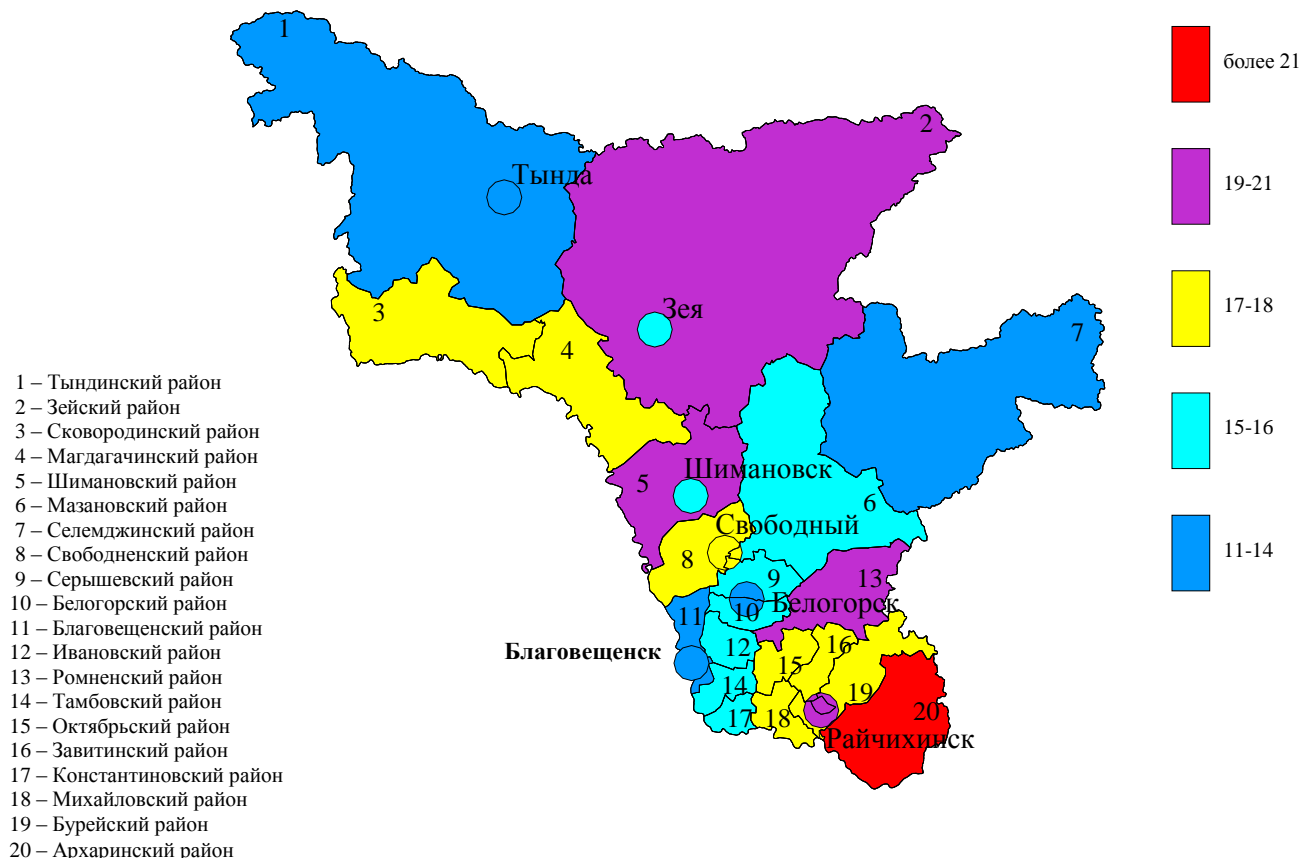 1
2
Тында
Зея
3
4
7
5
Шимановск
6
Свободный
8
9
13
10
Белогорск
11
12
16
Благовещенск
15
14
19
17
18
20
Райчихинск
более 21
19-21
17-18
15-16
11-14
1 – Тындинский район
2 – Зейский район
3 – Сковородинский район
4 – Магдагачинский район
5 – Шимановский район
6 – Мазановский район
7 – Селемджинский район
8 – Свободненский район
9 – Серышевский район
10 – Белогорский район
11 – Благовещенский район
12 – Ивановский район
13 – Ромненский район
14 – Тамбовский район
15 – Октябрьский район
16 – Завитинский район
17 – Константиновский район
18 – Михайловский район
19 – Бурейский район
20 – Архаринский район